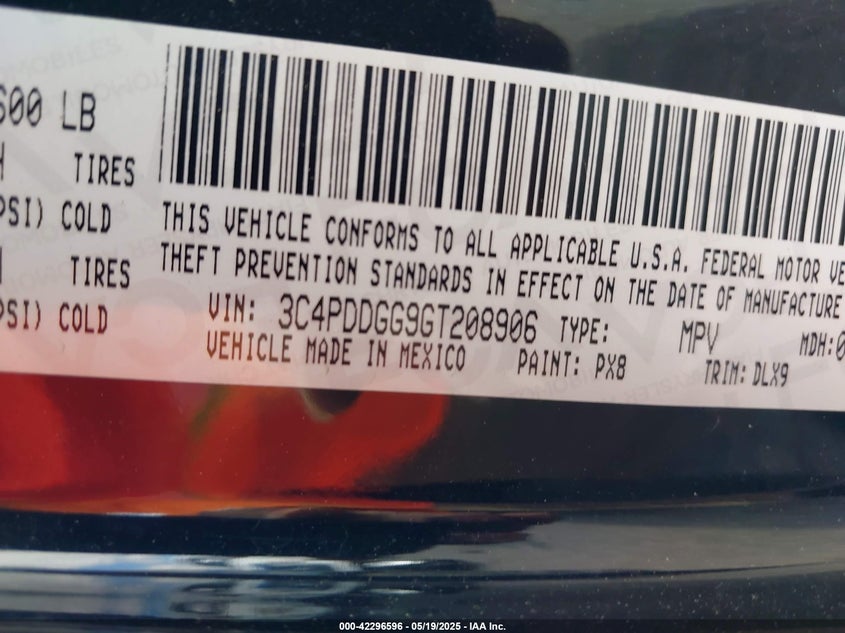 600 LB
TIRES
PSI) COLD
TIRES
PSI) COLD
THIS VEHICLE CONFORMS TO ALL APPLICABLE U.S.A. FEDERAL MOTOR VE
THEFT PREVENTION STANDARDS IN EFFECT ON THE DATE OF MANUFACTURE
VIN: 3C4PDDGG9GT208906 TYPE: MPV MDH:0
VEHICLE MADE IN MEXICO PAINT: PX8 TRIM: DLX9
000-42296596 - 05/19/2025 - IAA Inc.